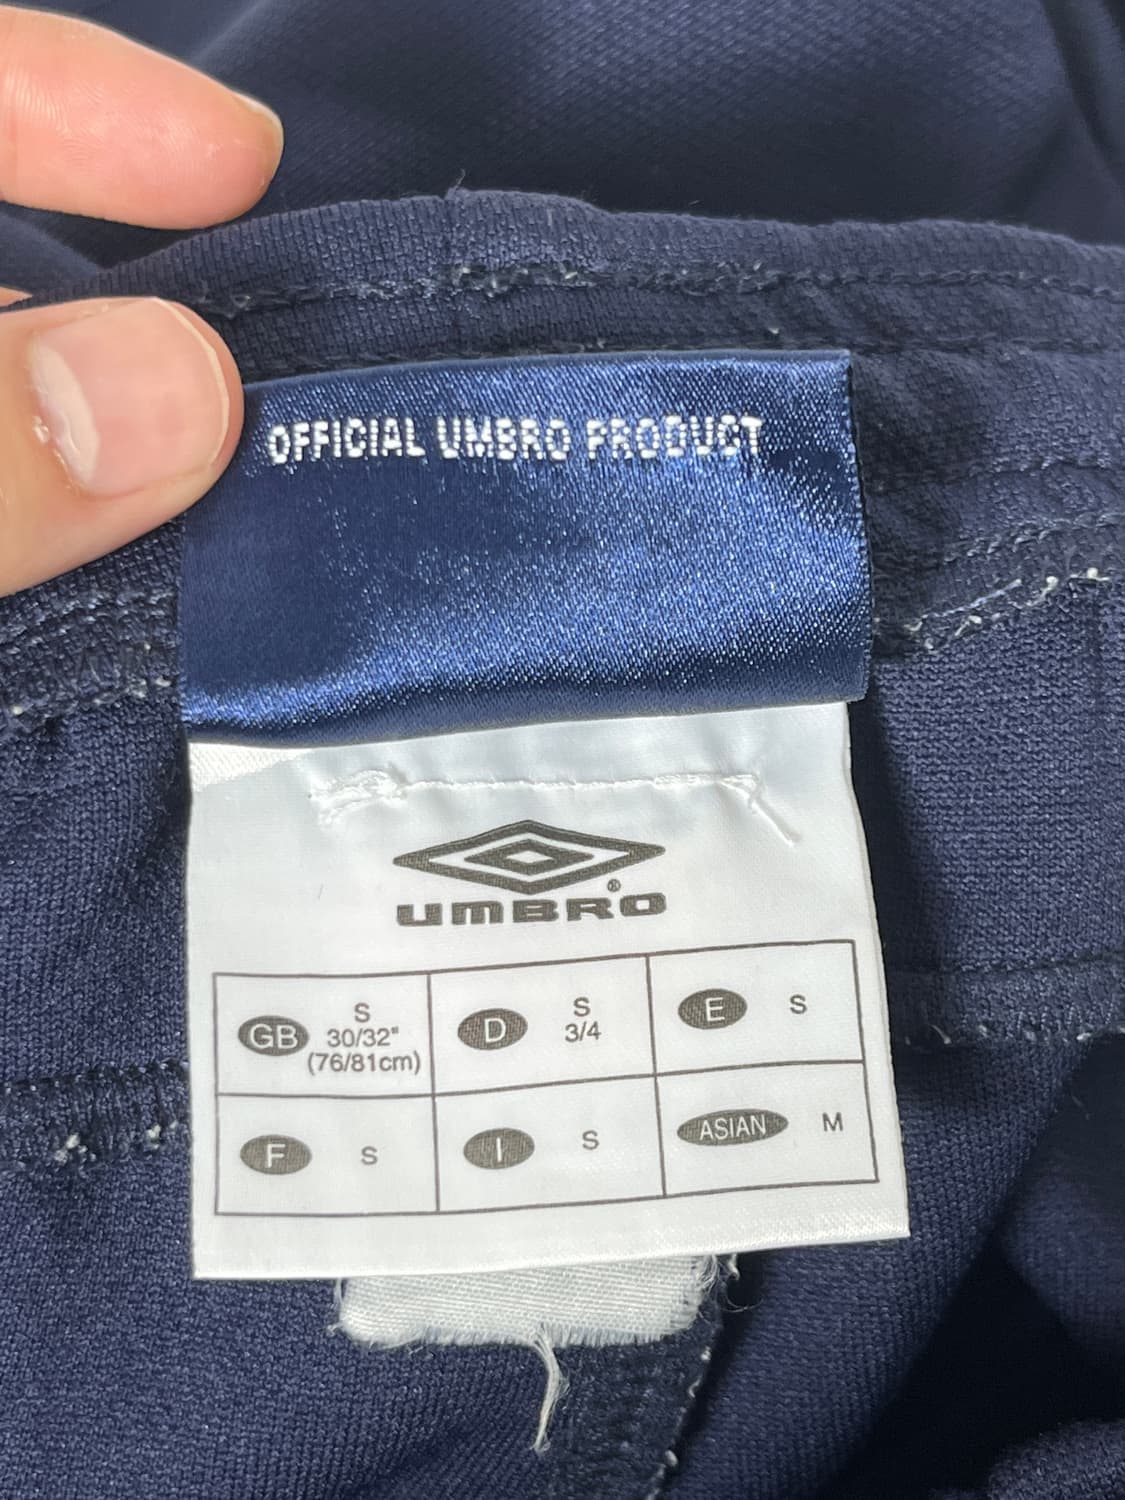 OFFICIAL UMBRO PRODUCT
UMBRO®
GB S 30/32" (76/81cm)
D S 3/4
E S
F S
I S
ASIAN M